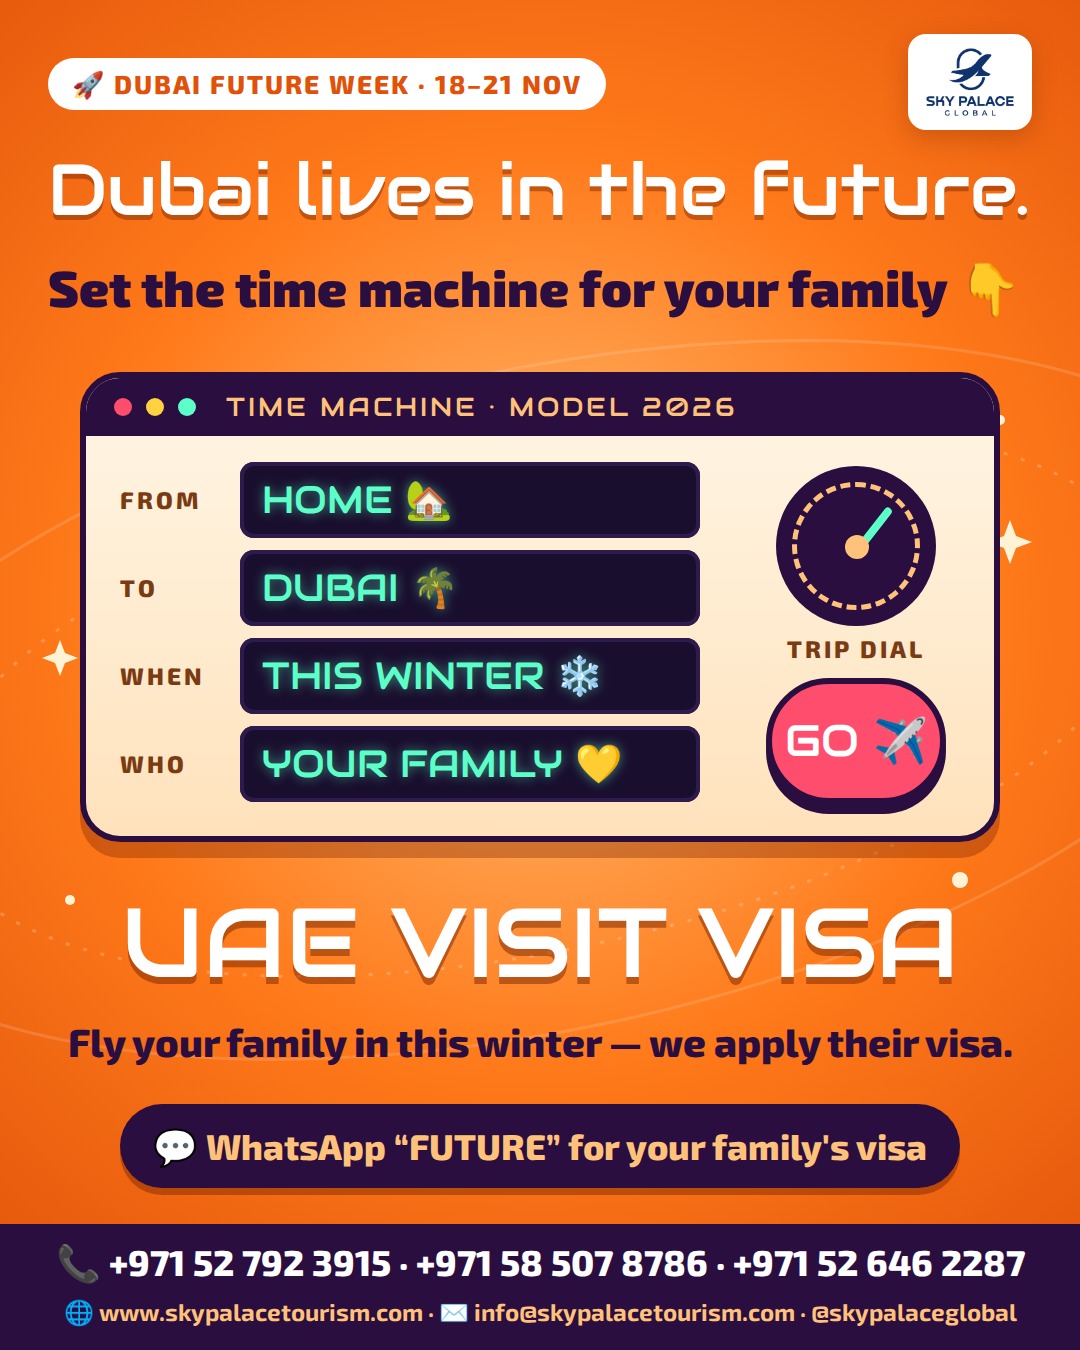 🚀 DUBAI FUTURE WEEK · 18–21 NOV
SKY PALACE
GLOBAL
Dubai lives in the future.
Set the time machine for your family 👇
TIME MACHINE · MODEL 2026
FROM HOME 🏡
TO DUBAI 🌴
WHEN THIS WINTER ❄️
WHO YOUR FAMILY 💛
TRIP DIAL
GO ✈️
UAE VISIT VISA
Fly your family in this winter — we apply their visa.
💬 WhatsApp “FUTURE” for your family's visa
📞 +971 52 792 3915 · +971 58 507 8786 · +971 52 646 2287
🌐 www.skypalacetourism.com · ✉️ info@skypalacetourism.com · @skypalaceglobal